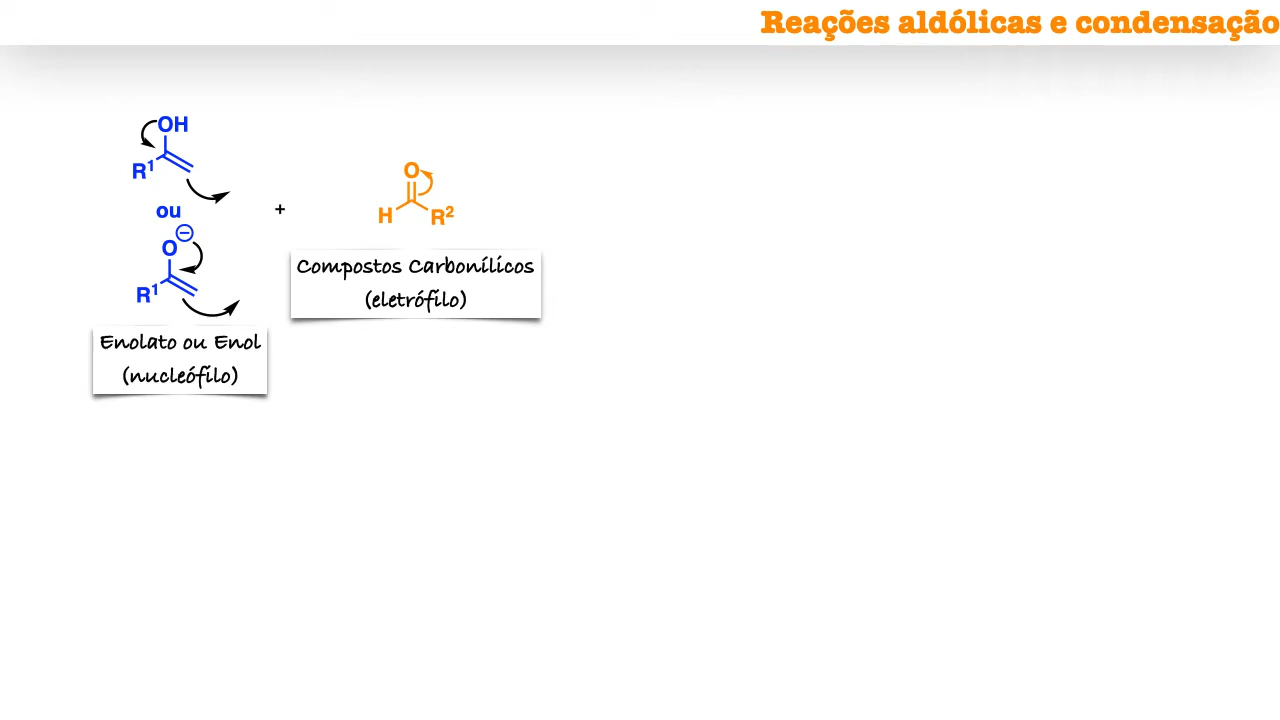 Reações aldólicas e condensação
OH
R¹
ou
O⊖
R¹
Enolato ou Enol
(nucleófilo)
+
O
H R²
Compostos Carbonílicos
(eletrófilo)